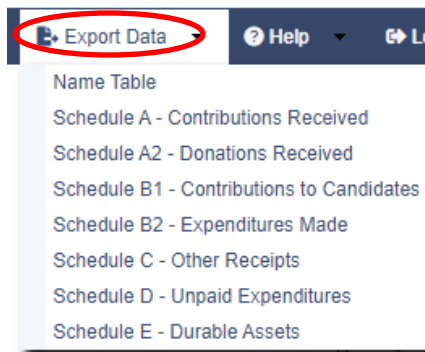 Export Data Help
Name Table
Schedule A - Contributions Received
Schedule A2 - Donations Received
Schedule B1 - Contributions to Candidates
Schedule B2 - Expenditures Made
Schedule C - Other Receipts
Schedule D - Unpaid Expenditures
Schedule E - Durable Assets